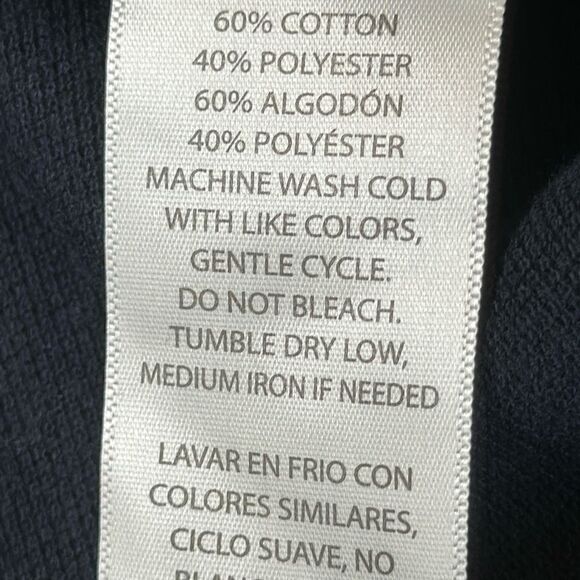 60% COTTON
40% POLYESTER
60% ALGODÓN
40% POLYÉSTER
MACHINE WASH COLD
WITH LIKE COLORS,
GENTLE CYCLE.
DO NOT BLEACH.
TUMBLE DRY LOW,
MEDIUM IRON IF NEEDED
LAVAR EN FRIO CON
COLORES SIMILARES,
CICLO SUAVE, NO